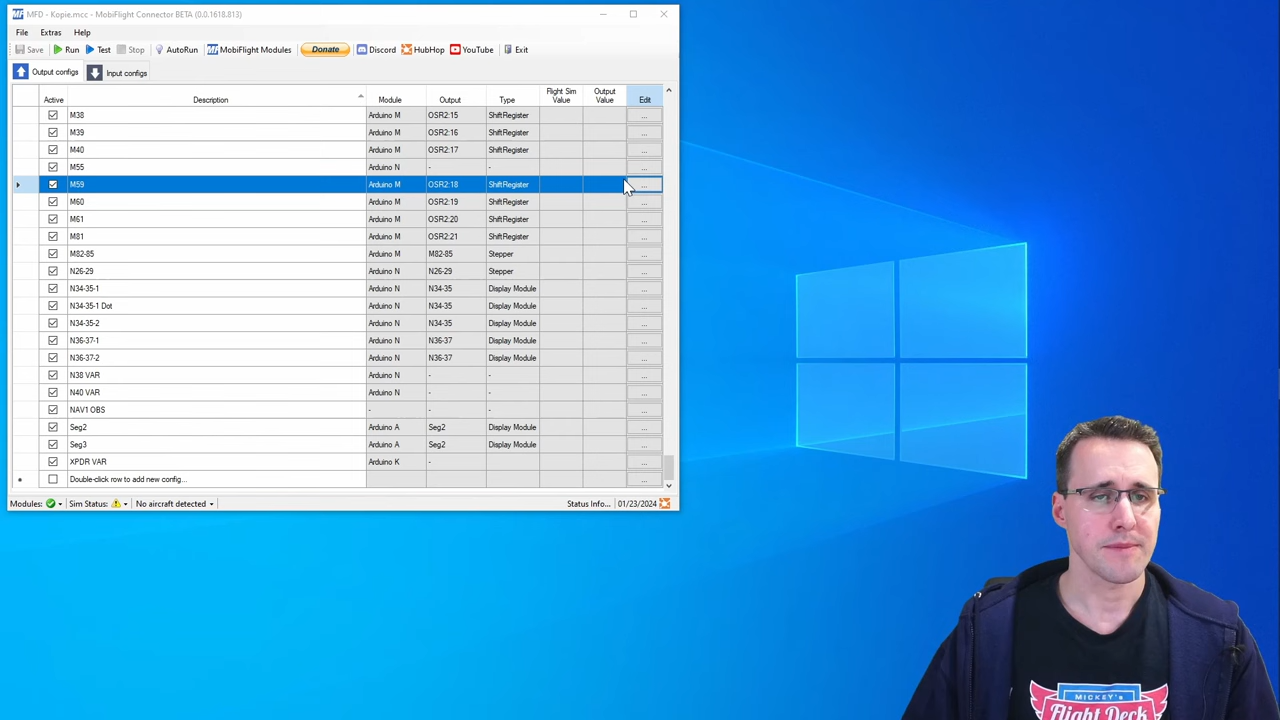 MFD - Kopie.mcc - MobiFlight Connector BETA (0.0.1618.813)
File Extras Help
Save Run Test Stop AutoRun MobiFlight Modules Donate Discord HubHop YouTube Exit
Output configs Input configs
Active Description Module Output Type Flight Sim Value Output Value Edit
M38 Arduino M OSR2:15 ShiftRegister ...
M39 Arduino M OSR2:16 ShiftRegister ...
M40 Arduino M OSR2:17 ShiftRegister ...
M55 Arduino N - - ...
M59 Arduino M OSR2:18 ShiftRegister ...
M60 Arduino M OSR2:19 ShiftRegister ...
M61 Arduino M OSR2:20 ShiftRegister ...
M81 Arduino M OSR2:21 ShiftRegister ...
M82-85 Arduino M M82-85 Stepper ...
N26-29 Arduino N N26-29 Stepper ...
N34-35-1 Arduino N N34-35 Display Module ...
N34-35-1 Dot Arduino N N34-35 Display Module ...
N34-35-2 Arduino N N34-35 Display Module ...
N36-37-1 Arduino N N36-37 Display Module ...
N36-37-2 Arduino N N36-37 Display Module ...
N38 VAR Arduino N - - ...
N40 VAR Arduino N - - ...
NAV1 OBS - - - ...
Seg2 Arduino A Seg2 Display Module ...
Seg3 Arduino A Seg2 Display Module ...
XPDR VAR Arduino K - ...
Double-click row to add new config... ...
Modules: Sim Status: No aircraft detected Status Info... 01/23/2024
MICKEY'S
Flight Deck